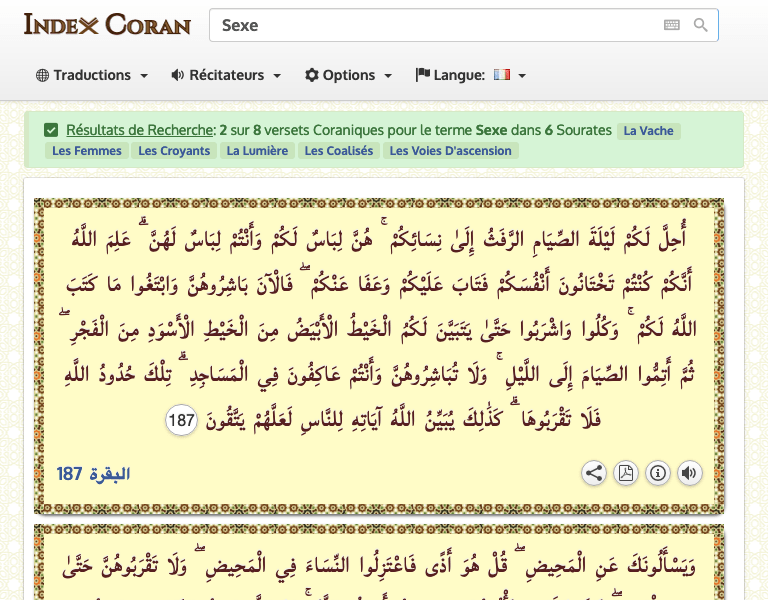 INDEX CORAN
Sexe
Traductions Récitateurs Options Langue:
Résultats de Recherche: 2 sur 8 versets Coraniques pour le terme Sexe dans 6 Sourates La Vache
Les Femmes Les Croyants La Lumière Les Coalisés Les Voies D'ascension
أُحِلَّ لَكُمْ لَيْلَةَ الصِّيَامِ الرَّفَثُ إِلَىٰ نِسَائِكُمْ ۚ هُنَّ لِبَاسٌ لَكُمْ وَأَنْتُمْ لِبَاسٌ لَهُنَّ ۗ عَلِمَ اللَّهُ
أَنَّكُمْ كُنْتُمْ تَخْتَانُونَ أَنْفُسَكُمْ فَتَابَ عَلَيْكُمْ وَعَفَا عَنْكُمْ ۖ فَالْآنَ بَاشِرُوهُنَّ وَابْتَغُوا مَا كَتَبَ
اللَّهُ لَكُمْ ۚ وَكُلُوا وَاشْرَبُوا حَتَّىٰ يَتَبَيَّنَ لَكُمُ الْخَيْطُ الْأَبْيَضُ مِنَ الْخَيْطِ الْأَسْوَدِ مِنَ الْفَجْرِ ۖ
ثُمَّ أَتِمُّوا الصِّيَامَ إِلَى اللَّيْلِ ۚ وَلَا تُبَاشِرُوهُنَّ وَأَنْتُمْ عَاكِفُونَ فِي الْمَسَاجِدِ ۗ تِلْكَ حُدُودُ اللَّهِ
فَلَا تَقْرَبُوهَا ۗ كَذَٰلِكَ يُبَيِّنُ اللَّهُ آيَاتِهِ لِلنَّاسِ لَعَلَّهُمْ يَتَّقُونَ 187
البقرة 187
وَيَسْأَلُونَكَ عَنِ الْمَحِيضِ ۖ قُلْ هُوَ أَذًى فَاعْتَزِلُوا النِّسَاءَ فِي الْمَحِيضِ ۖ وَلَا تَقْرَبُوهُنَّ حَتَّىٰ